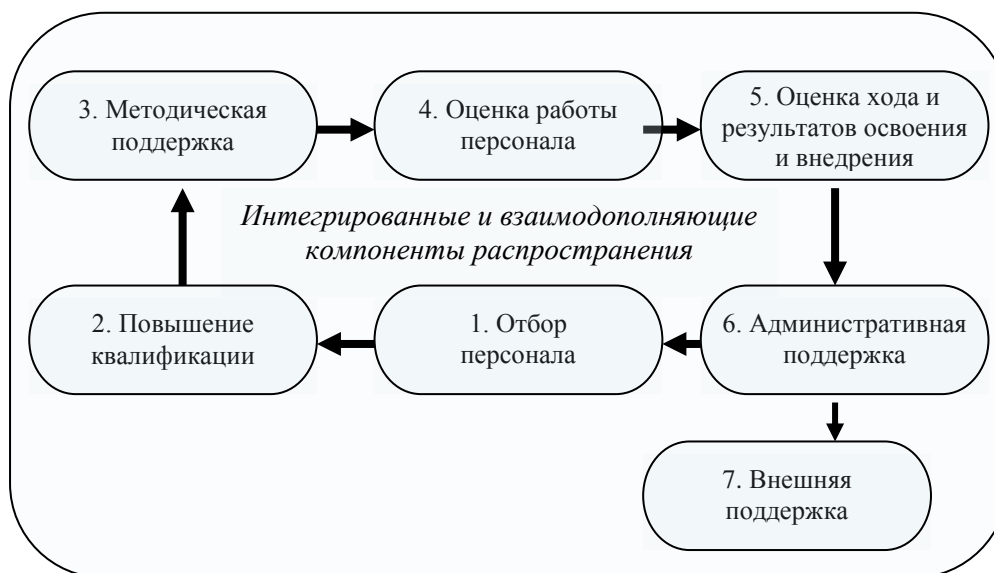 3. Методическая
поддержка
4. Оценка работы
персонала
5. Оценка хода и
результатов освоения
и внедрения
Интегрированные и взаимодополняющие
компоненты распространения
2. Повышение
квалификации
1. Отбор
персонала
6. Административная
поддержка
7. Внешняя
поддержка